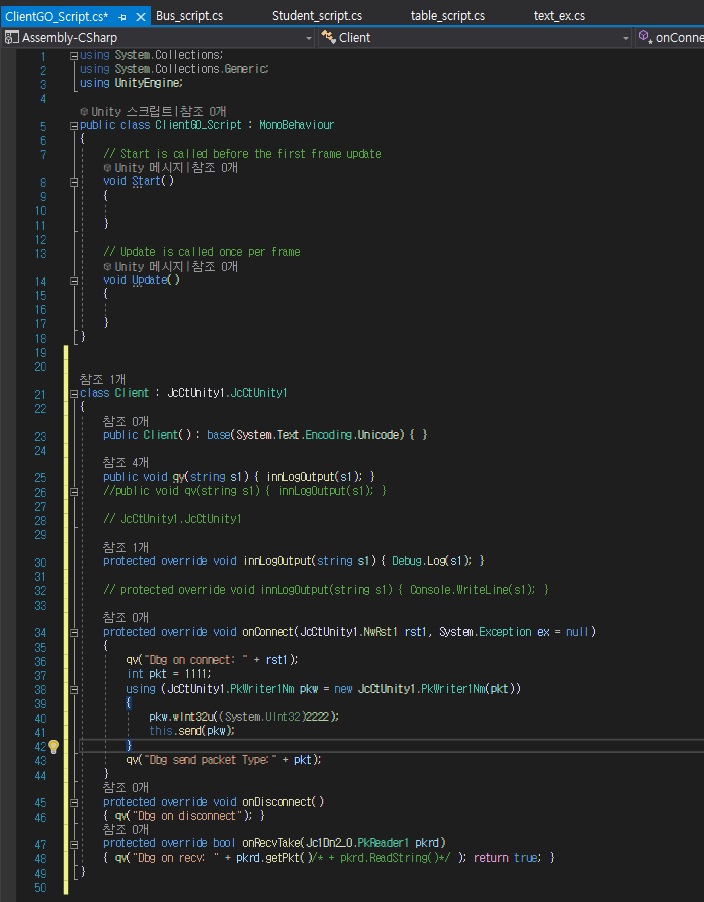 ClientGO_Script.cs* Bus_script.cs Student_script.cs table_script.cs text_ex.cs
Assembly-CSharp Client onConne
1 using System.Collections;
2 using System.Collections.Generic;
3 using UnityEngine;
4
Unity 스크립트|참조 0개
5 public class ClientGO_Script : MonoBehaviour
6 {
7 // Start is called before the first frame update
Unity 메시지|참조 0개
8 void Start()
9 {
10
11 }
12
13 // Update is called once per frame
Unity 메시지|참조 0개
14 void Update()
15 {
16
17 }
18 }
19
20
참조 1개
21 class Client : JcCtUnity1.JcCtUnity1
22 {
참조 0개
23 public Client() : base(System.Text.Encoding.Unicode) { }
24
참조 4개
25 public void qv(string s1) { innLogOutput(s1); }
26 //public void qv(string s1) { innLogOutput(s1); }
27
28 // JcCtUnity1.JcCtUnity1
29
참조 1개
30 protected override void innLogOutput(string s1) { Debug.Log(s1); }
31
32 // protected override void innLogOutput(string s1) { Console.WriteLine(s1); }
33
참조 0개
34 protected override void onConnect(JcCtUnity1.NwRst1 rst1, System.Exception ex = null)
35 {
36 qv("Dbg on connect: " + rst1);
37 int pkt = 1111;
38 using (JcCtUnity1.PkWriter1Nm pkw = new JcCtUnity1.PkWriter1Nm(pkt))
39 {
40 pkw.wInt32u((System.UInt32)2222);
41 this.send(pkw);
42 }
43 qv("Dbg send packet Type:" + pkt);
44 }
참조 0개
45 protected override void onDisconnect()
46 { qv("Dbg on disconnect"); }
참조 0개
47 protected override bool onRecvTake(Jc1Dn2_0.PkReader1 pkrd)
48 { qv("Dbg on recv: " + pkrd.getPkt()/* + pkrd.ReadString()*/ ); return true; }
49 }
50